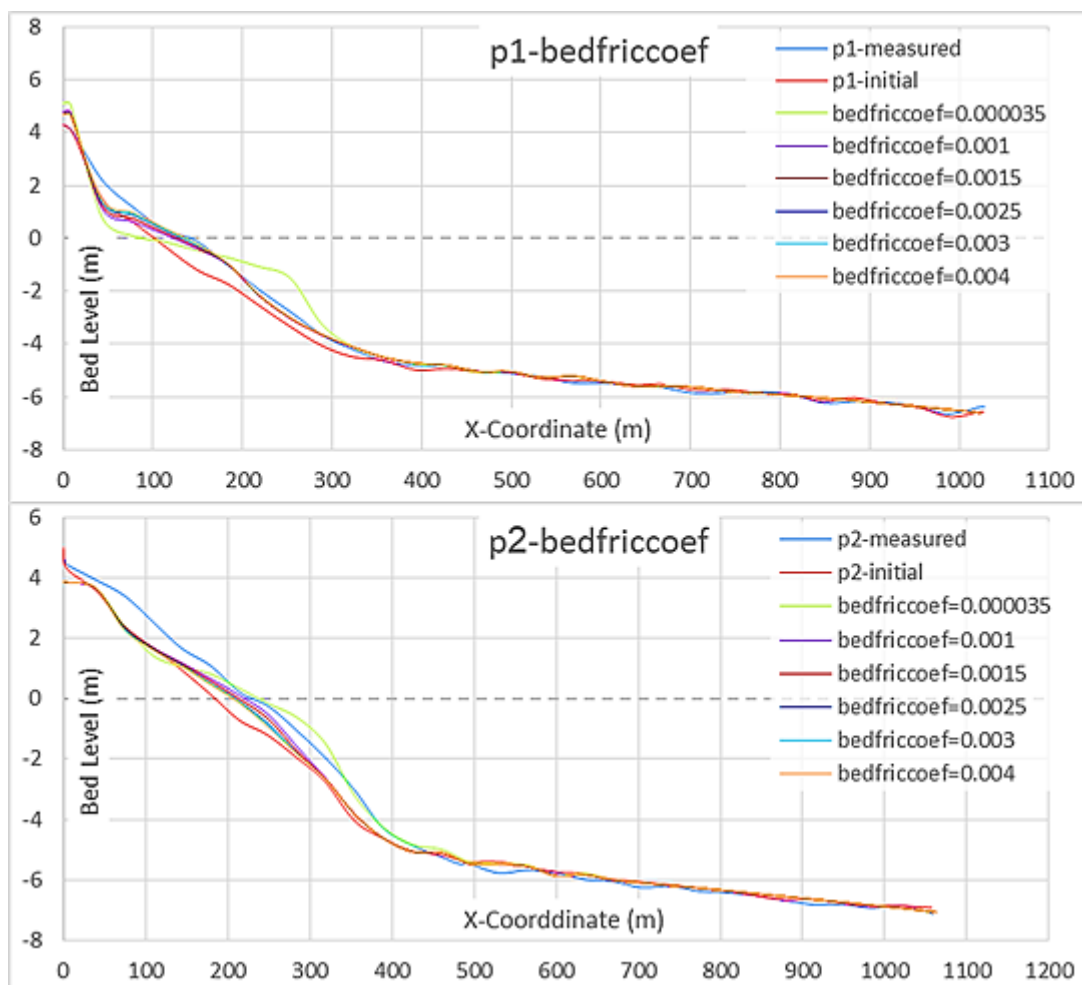 p1-bedfriccoef
p1-measured
p1-initial
bedfriccoef=0.000035
bedfriccoef=0.001
bedfriccoef=0.0015
bedfriccoef=0.0025
bedfriccoef=0.003
bedfriccoef=0.004
8
6
4
2
0
-2
-4
-6
-8
Bed Level (m)
X-Coordinate (m)
0 100 200 300 400 500 600 700 800 900 1000 1100
p2-bedfriccoef
p2-measured
p2-initial
bedfriccoef=0.000035
bedfriccoef=0.001
bedfriccoef=0.0015
bedfriccoef=0.0025
bedfriccoef=0.003
bedfriccoef=0.004
6
4
2
0
-2
-4
-6
-8
Bed Level (m)
X-Coorddinate (m)
0 100 200 300 400 500 600 700 800 900 1000 1100 1200